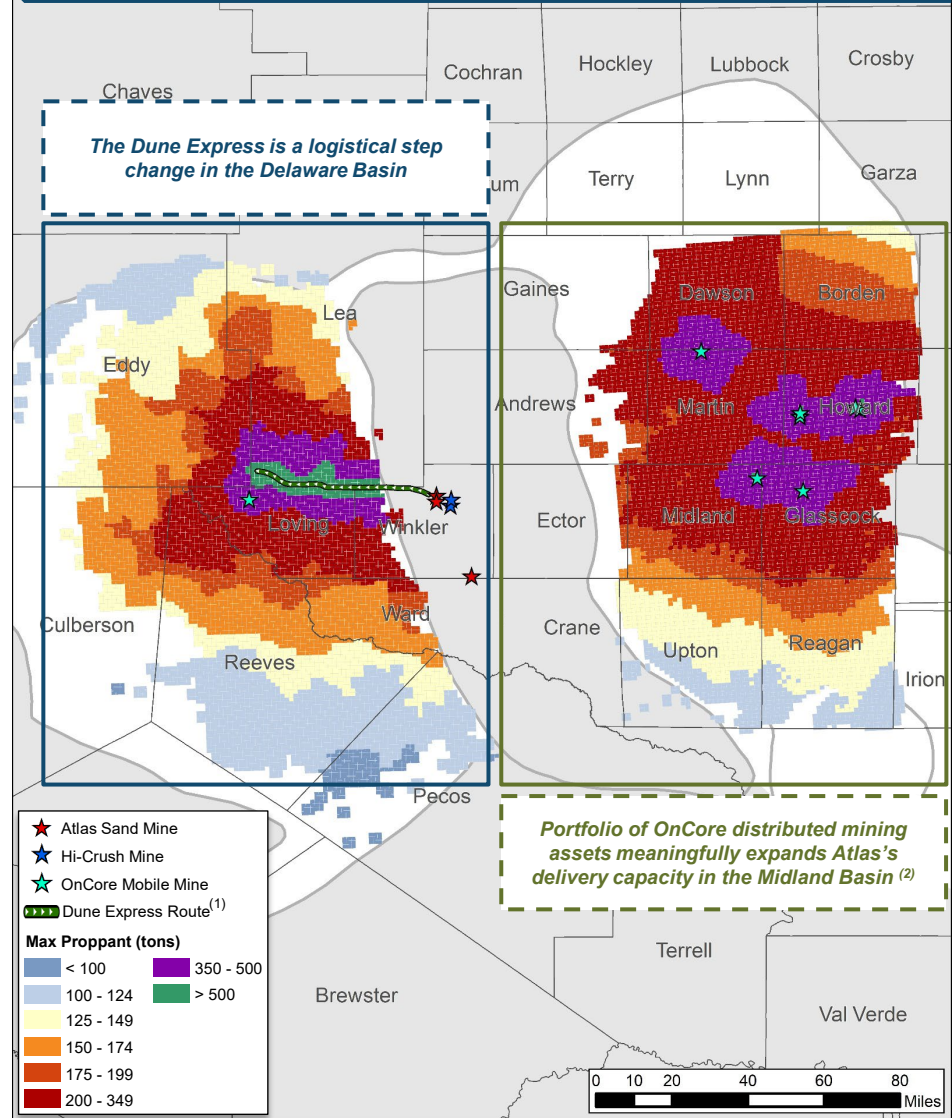 Chaves
Cochran
Hockley
Lubbock
Crosby
The Dune Express is a logistical step
change in the Delaware Basin
um
Terry
Lynn
Garza
Lea
Eddy
Gaines
Dawson
Borden
Andrews
Martin
Howard
Loving
Winkler
Ector
Midland
Glasscock
Culberson
Ward
Reeves
Crane
Upton
Reagan
Irion
Pecos
Portfolio of OnCore distributed mining
assets meaningfully expands Atlas's
delivery capacity in the Midland Basin (2)
Atlas Sand Mine
Hi-Crush Mine
OnCore Mobile Mine
Dune Express Route(1)
Max Proppant (tons)
< 100
100 - 124
125 - 149
150 - 174
175 - 199
200 - 349
350 - 500
> 500
Brewster
Terrell
Val Verde
0 10 20 40 60 80
Miles